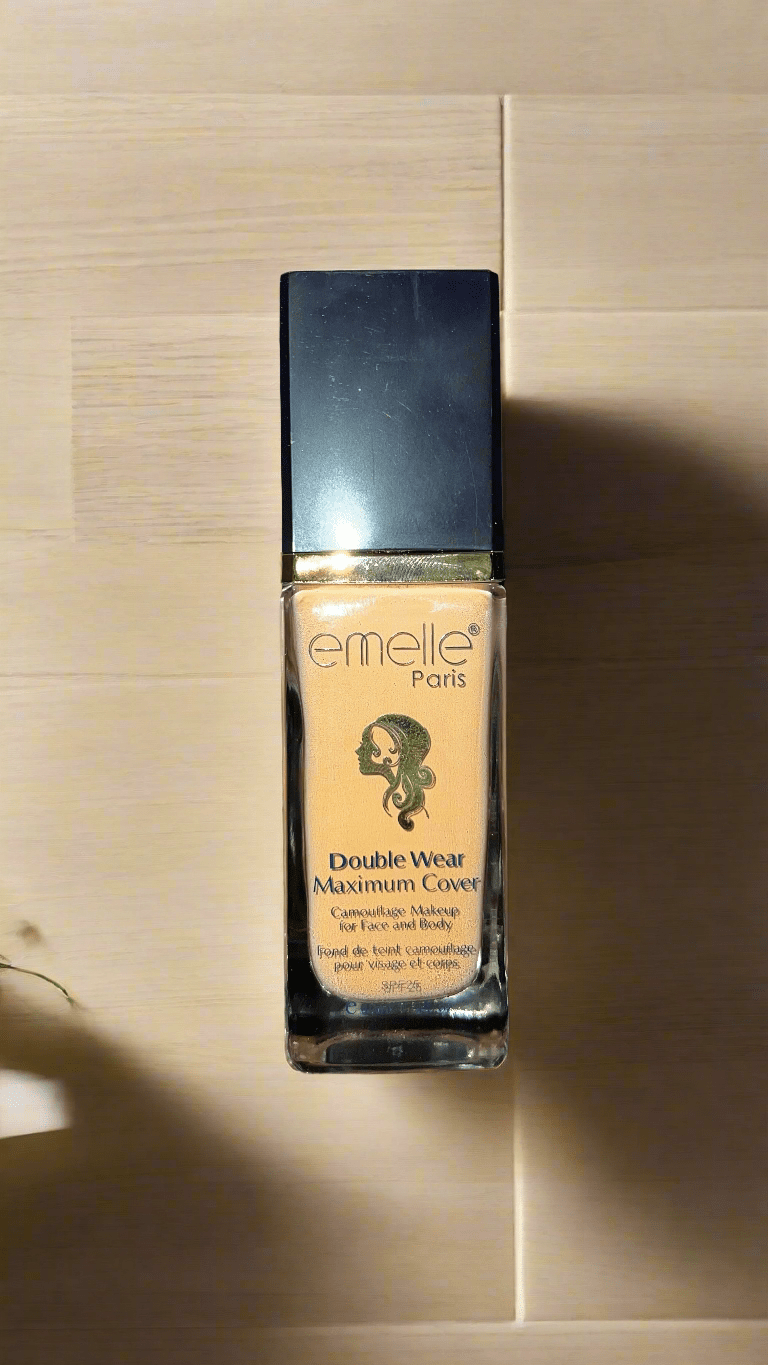 emelle®
Paris
Double Wear
Maximum Cover
Camouflage Makeup
for Face and Body
Fond de teint camouflage
pour visage et corps
SPF25